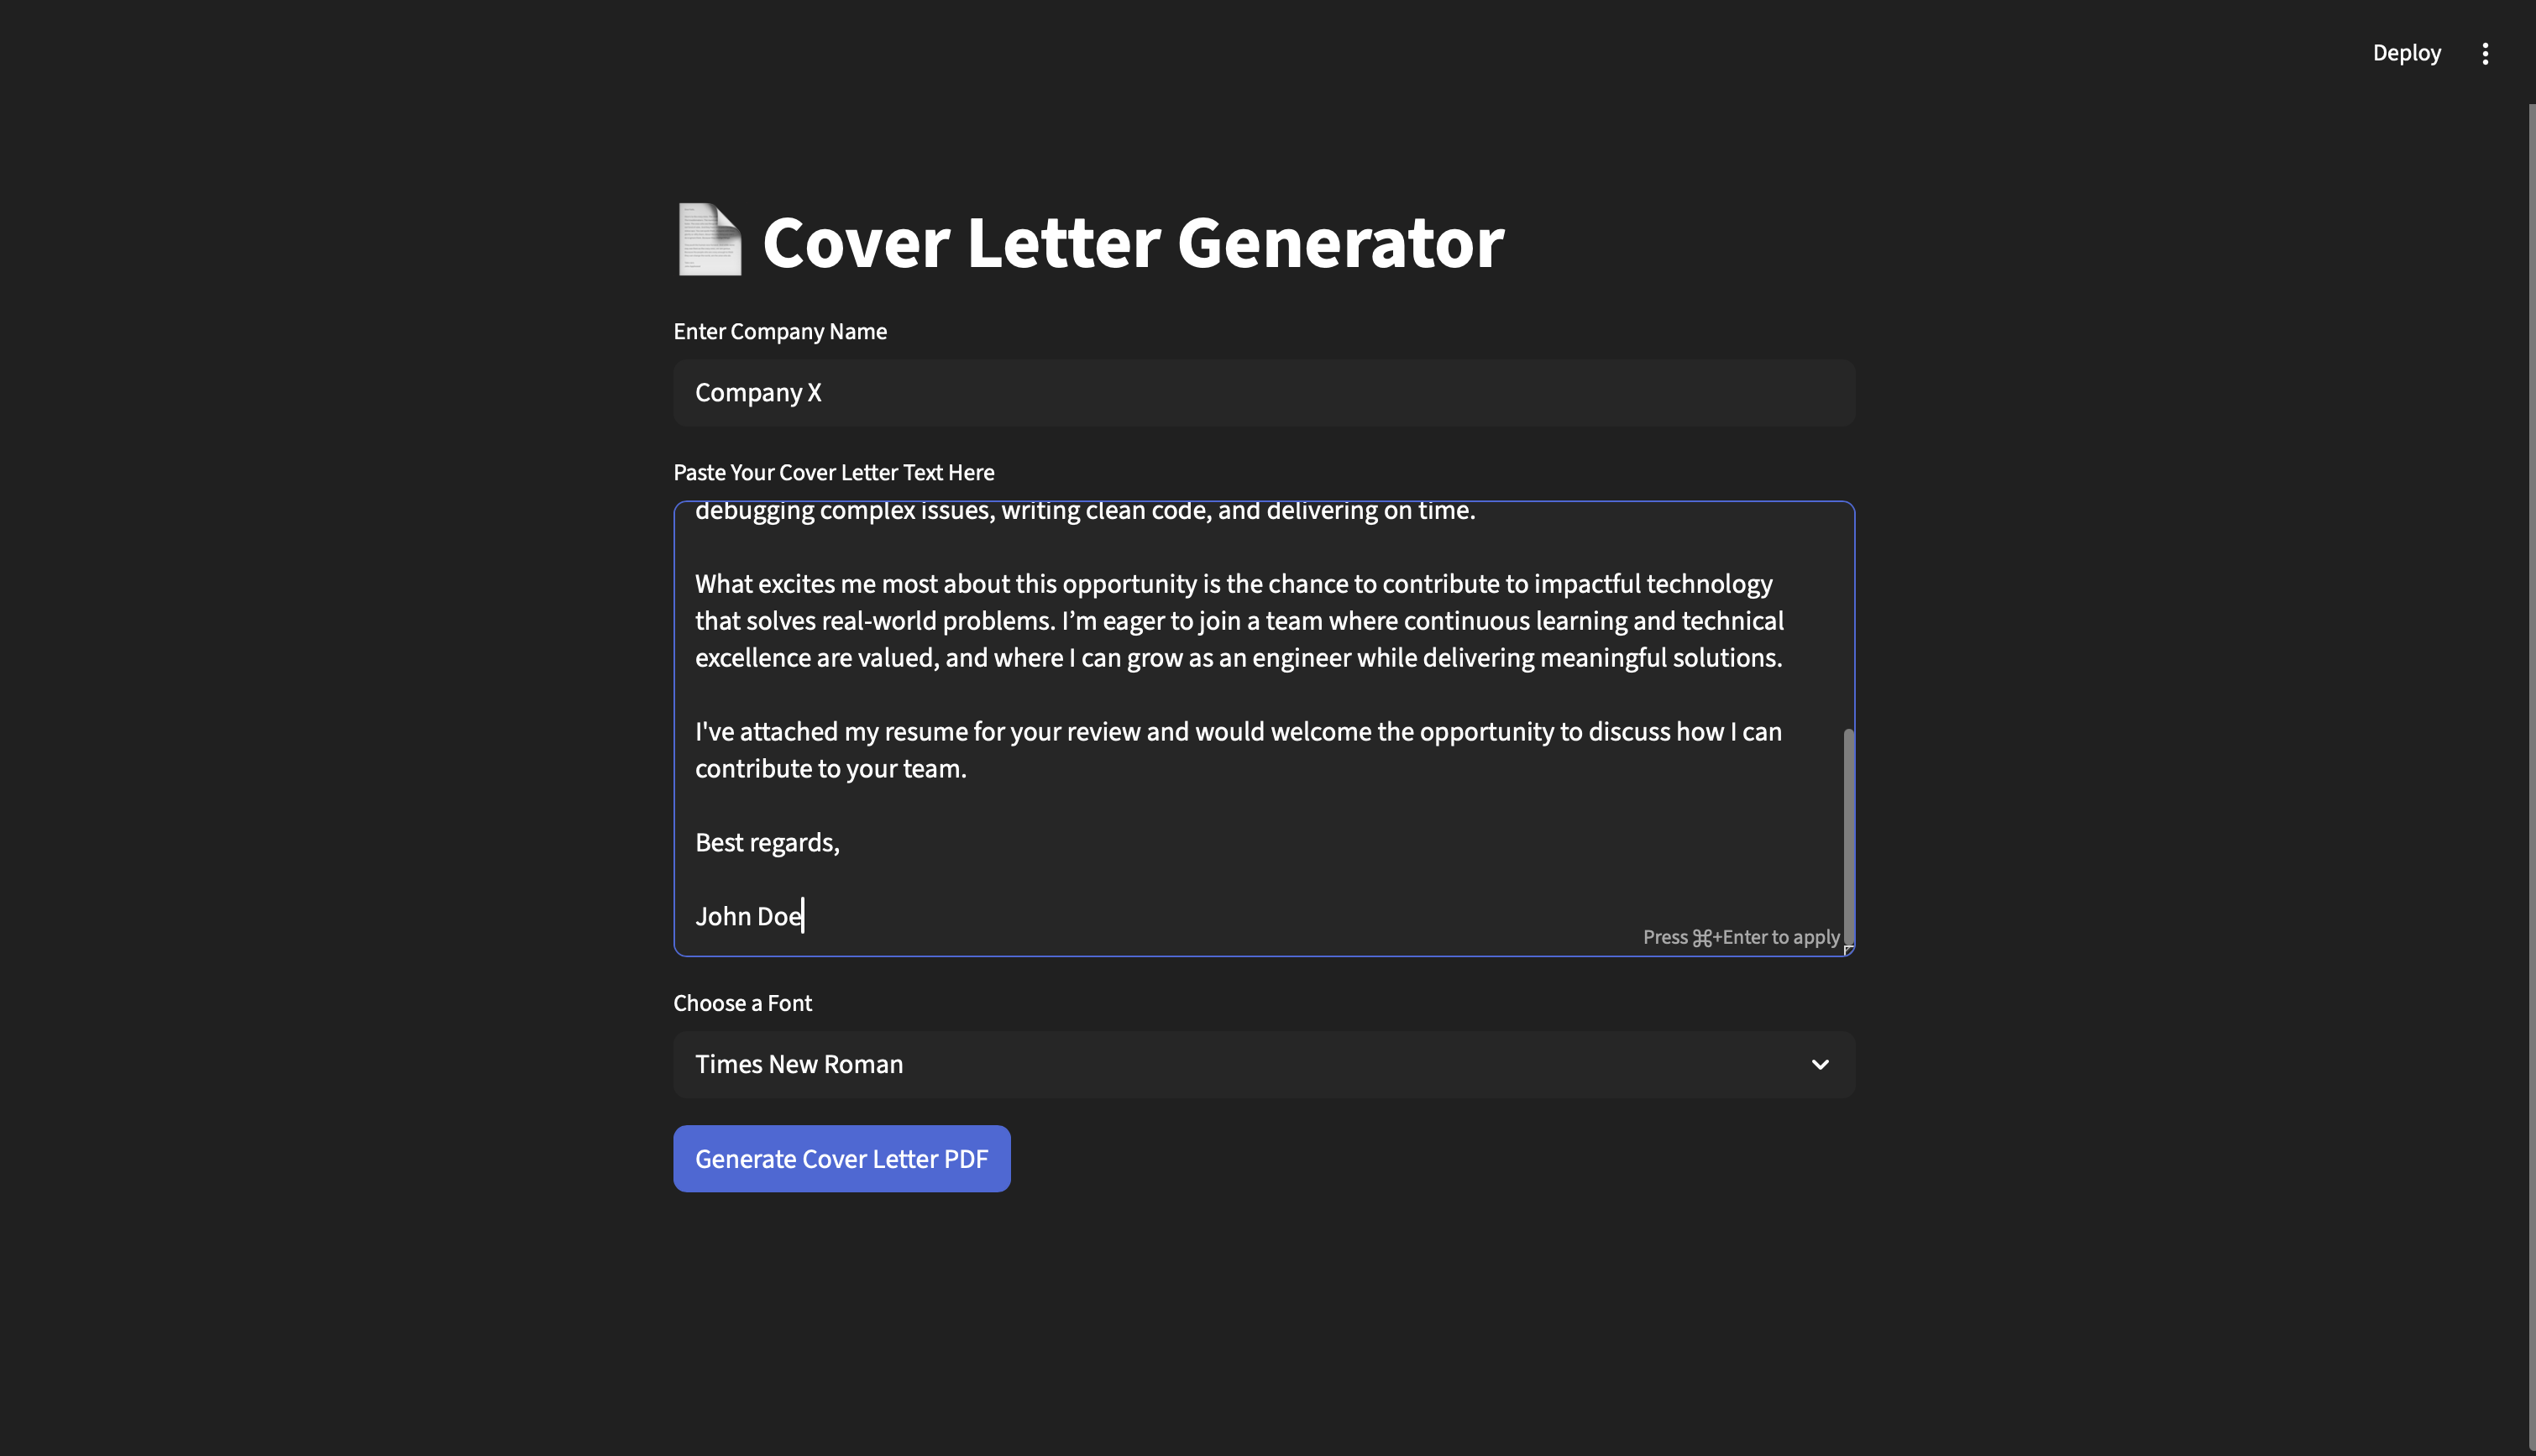 Deploy
Cover Letter Generator
Enter Company Name
Company X
Paste Your Cover Letter Text Here
debugging complex issues, writing clean code, and delivering on time.
What excites me most about this opportunity is the chance to contribute to impactful technology
that solves real-world problems. I’m eager to join a team where continuous learning and technical
excellence are valued, and where I can grow as an engineer while delivering meaningful solutions.
I've attached my resume for your review and would welcome the opportunity to discuss how I can
contribute to your team.
Best regards,
John Doe
Press ⌘+Enter to apply
Choose a Font
Times New Roman
Generate Cover Letter PDF